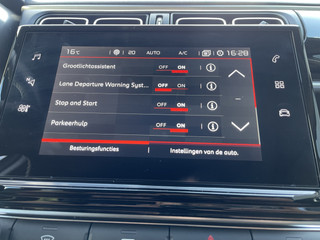 16°C 20 AUTO A/C 16:28
Grootlichtassistent OFF ON
Lane Departure Warning Syst... OFF ON
Stop and Start OFF ON
Parkeerhulp OFF ON
Besturingsfuncties Instellingen van de auto.